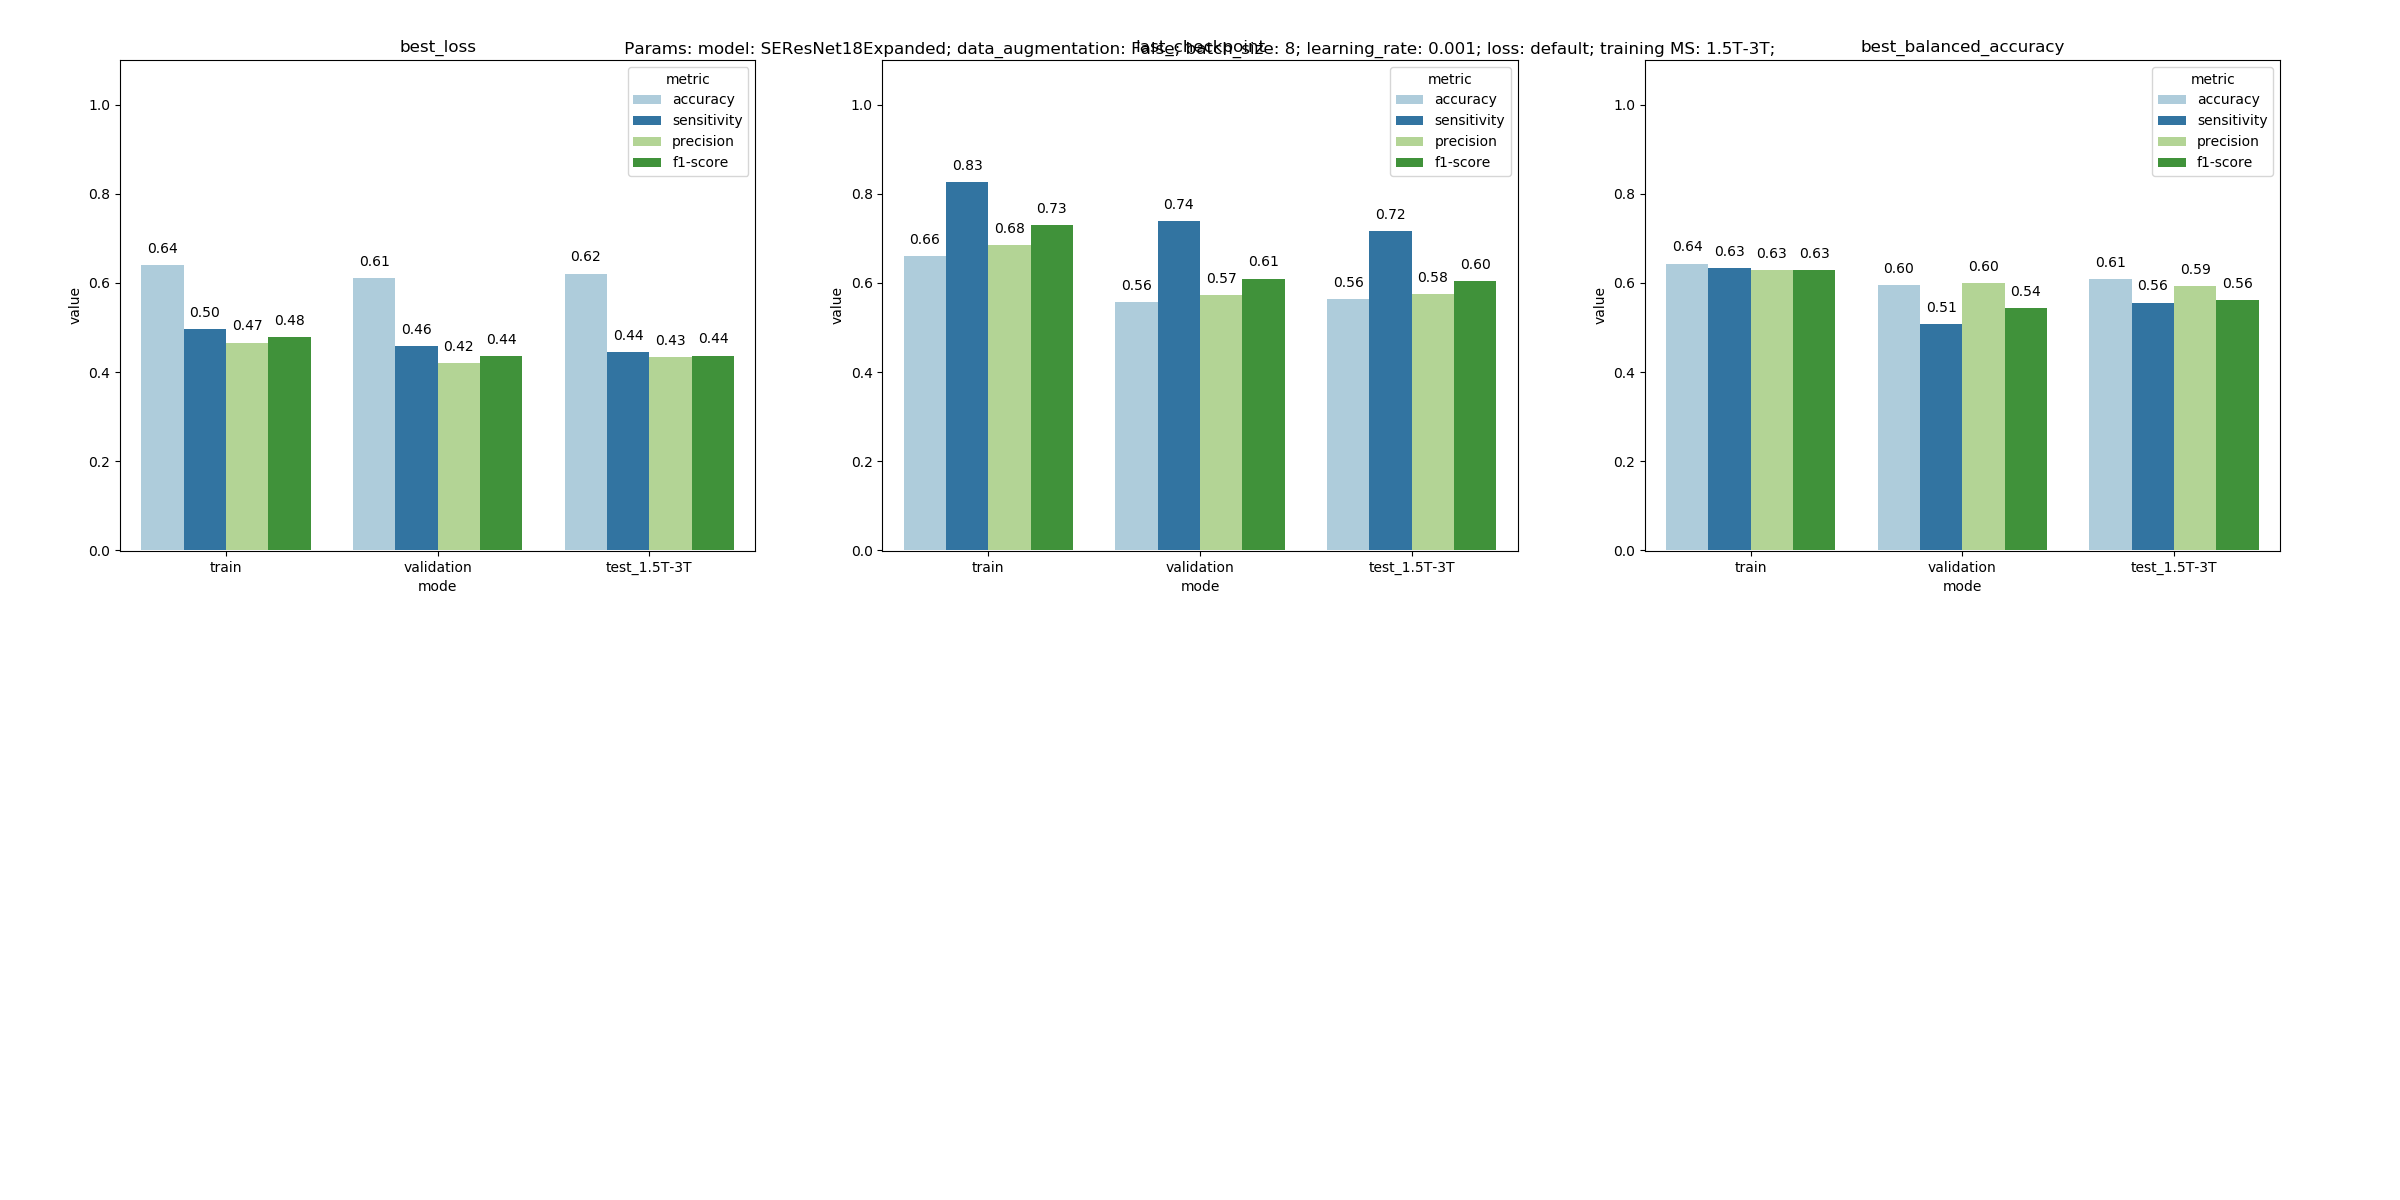 Params: model: SEResNet18Expanded; data_augmentation: False; batch_size: 8; learning_rate: 0.001; loss: default; training MS: 1.5T-3T;
best_loss
metric
accuracy
sensitivity
precision
f1-score
value
1.0
0.8
0.6
0.4
0.2
0.0
0.64
0.50
0.47
0.48
0.61
0.46
0.42
0.44
0.62
0.44
0.43
0.44
train
validation
test_1.5T-3T
mode
last_checkpoint
metric
accuracy
sensitivity
precision
f1-score
value
1.0
0.8
0.6
0.4
0.2
0.0
0.66
0.83
0.68
0.73
0.56
0.74
0.57
0.61
0.56
0.72
0.58
0.60
train
validation
test_1.5T-3T
mode
best_balanced_accuracy
metric
accuracy
sensitivity
precision
f1-score
value
1.0
0.8
0.6
0.4
0.2
0.0
0.64
0.63
0.63
0.63
0.60
0.51
0.60
0.54
0.61
0.56
0.59
0.56
train
validation
test_1.5T-3T
mode